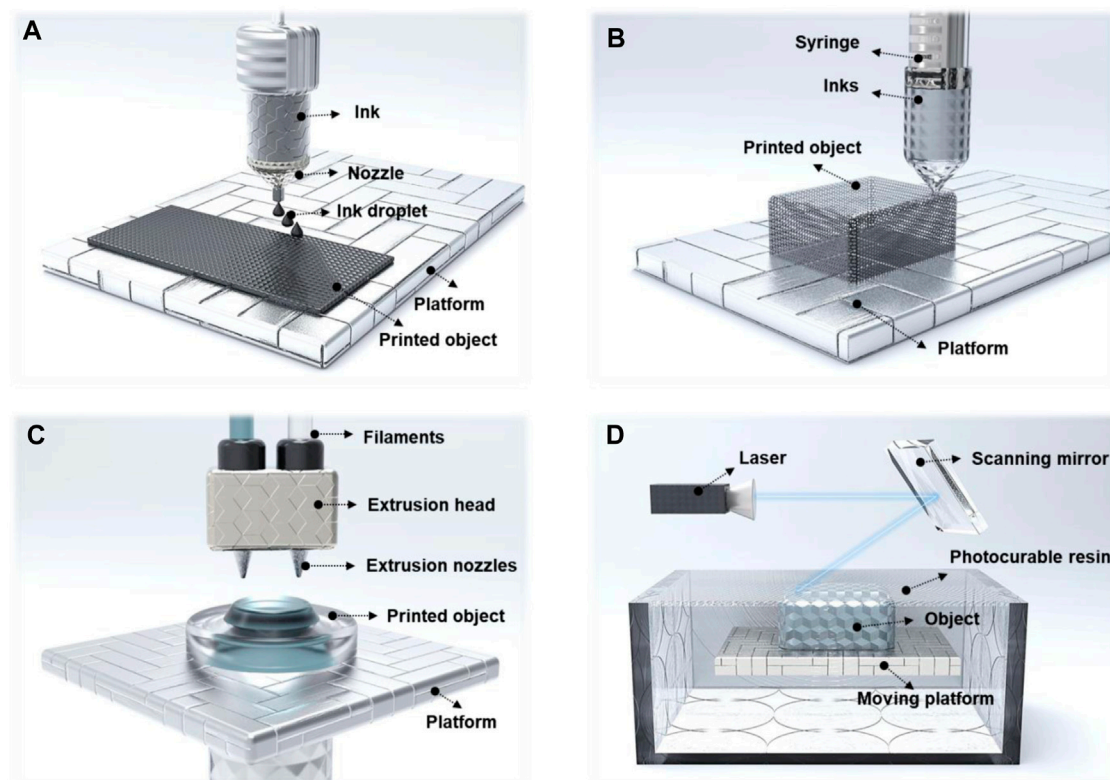 A
Ink
Nozzle
Ink droplet
Platform
Printed object
B
Syringe
Inks
Printed object
Platform
C
Filaments
Extrusion head
Extrusion nozzles
Printed object
Platform
D
Laser
Scanning mirror
Photocurable resin
Object
Moving platform